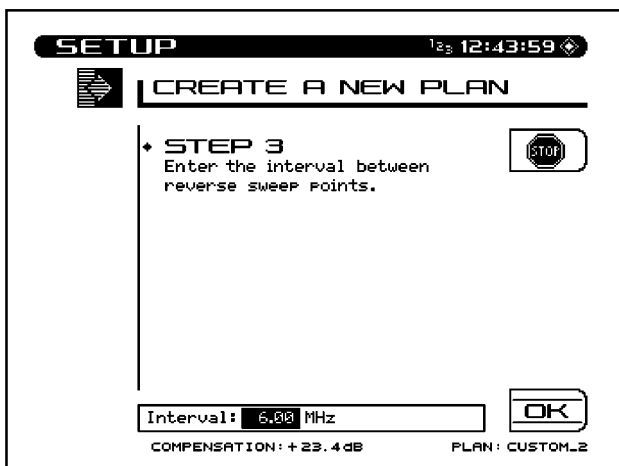 SETUP 123 12:43:59
CREATE A NEW PLAN
STEP 3
Enter the interval between
reverse sweep points.
STOP
Interval: 6.00 MHz
OK
COMPENSATION:+23.4dB PLAN: CUSTOM_2